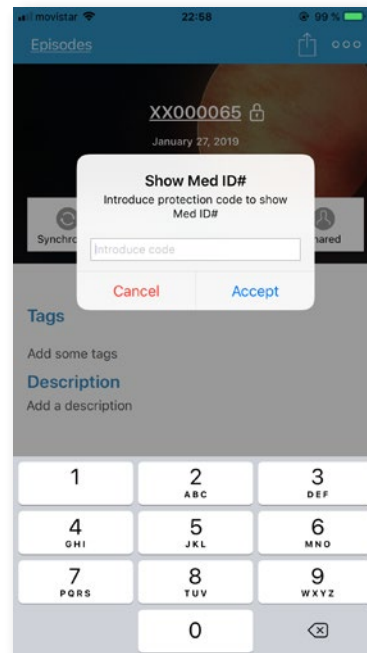 movistar 22:58 99 %
Episodes
XX000065
January 27, 2019
Show Med ID#
Introduce protection code to show
Med ID#
Introduce code
Synchro
hared
Cancel Accept
Tags
Add some tags
Description
Add a description
1 2 3
ABC DEF
4 5 6
GHI JKL MNO
7 8 9
PQRS TUV WXYZ
0